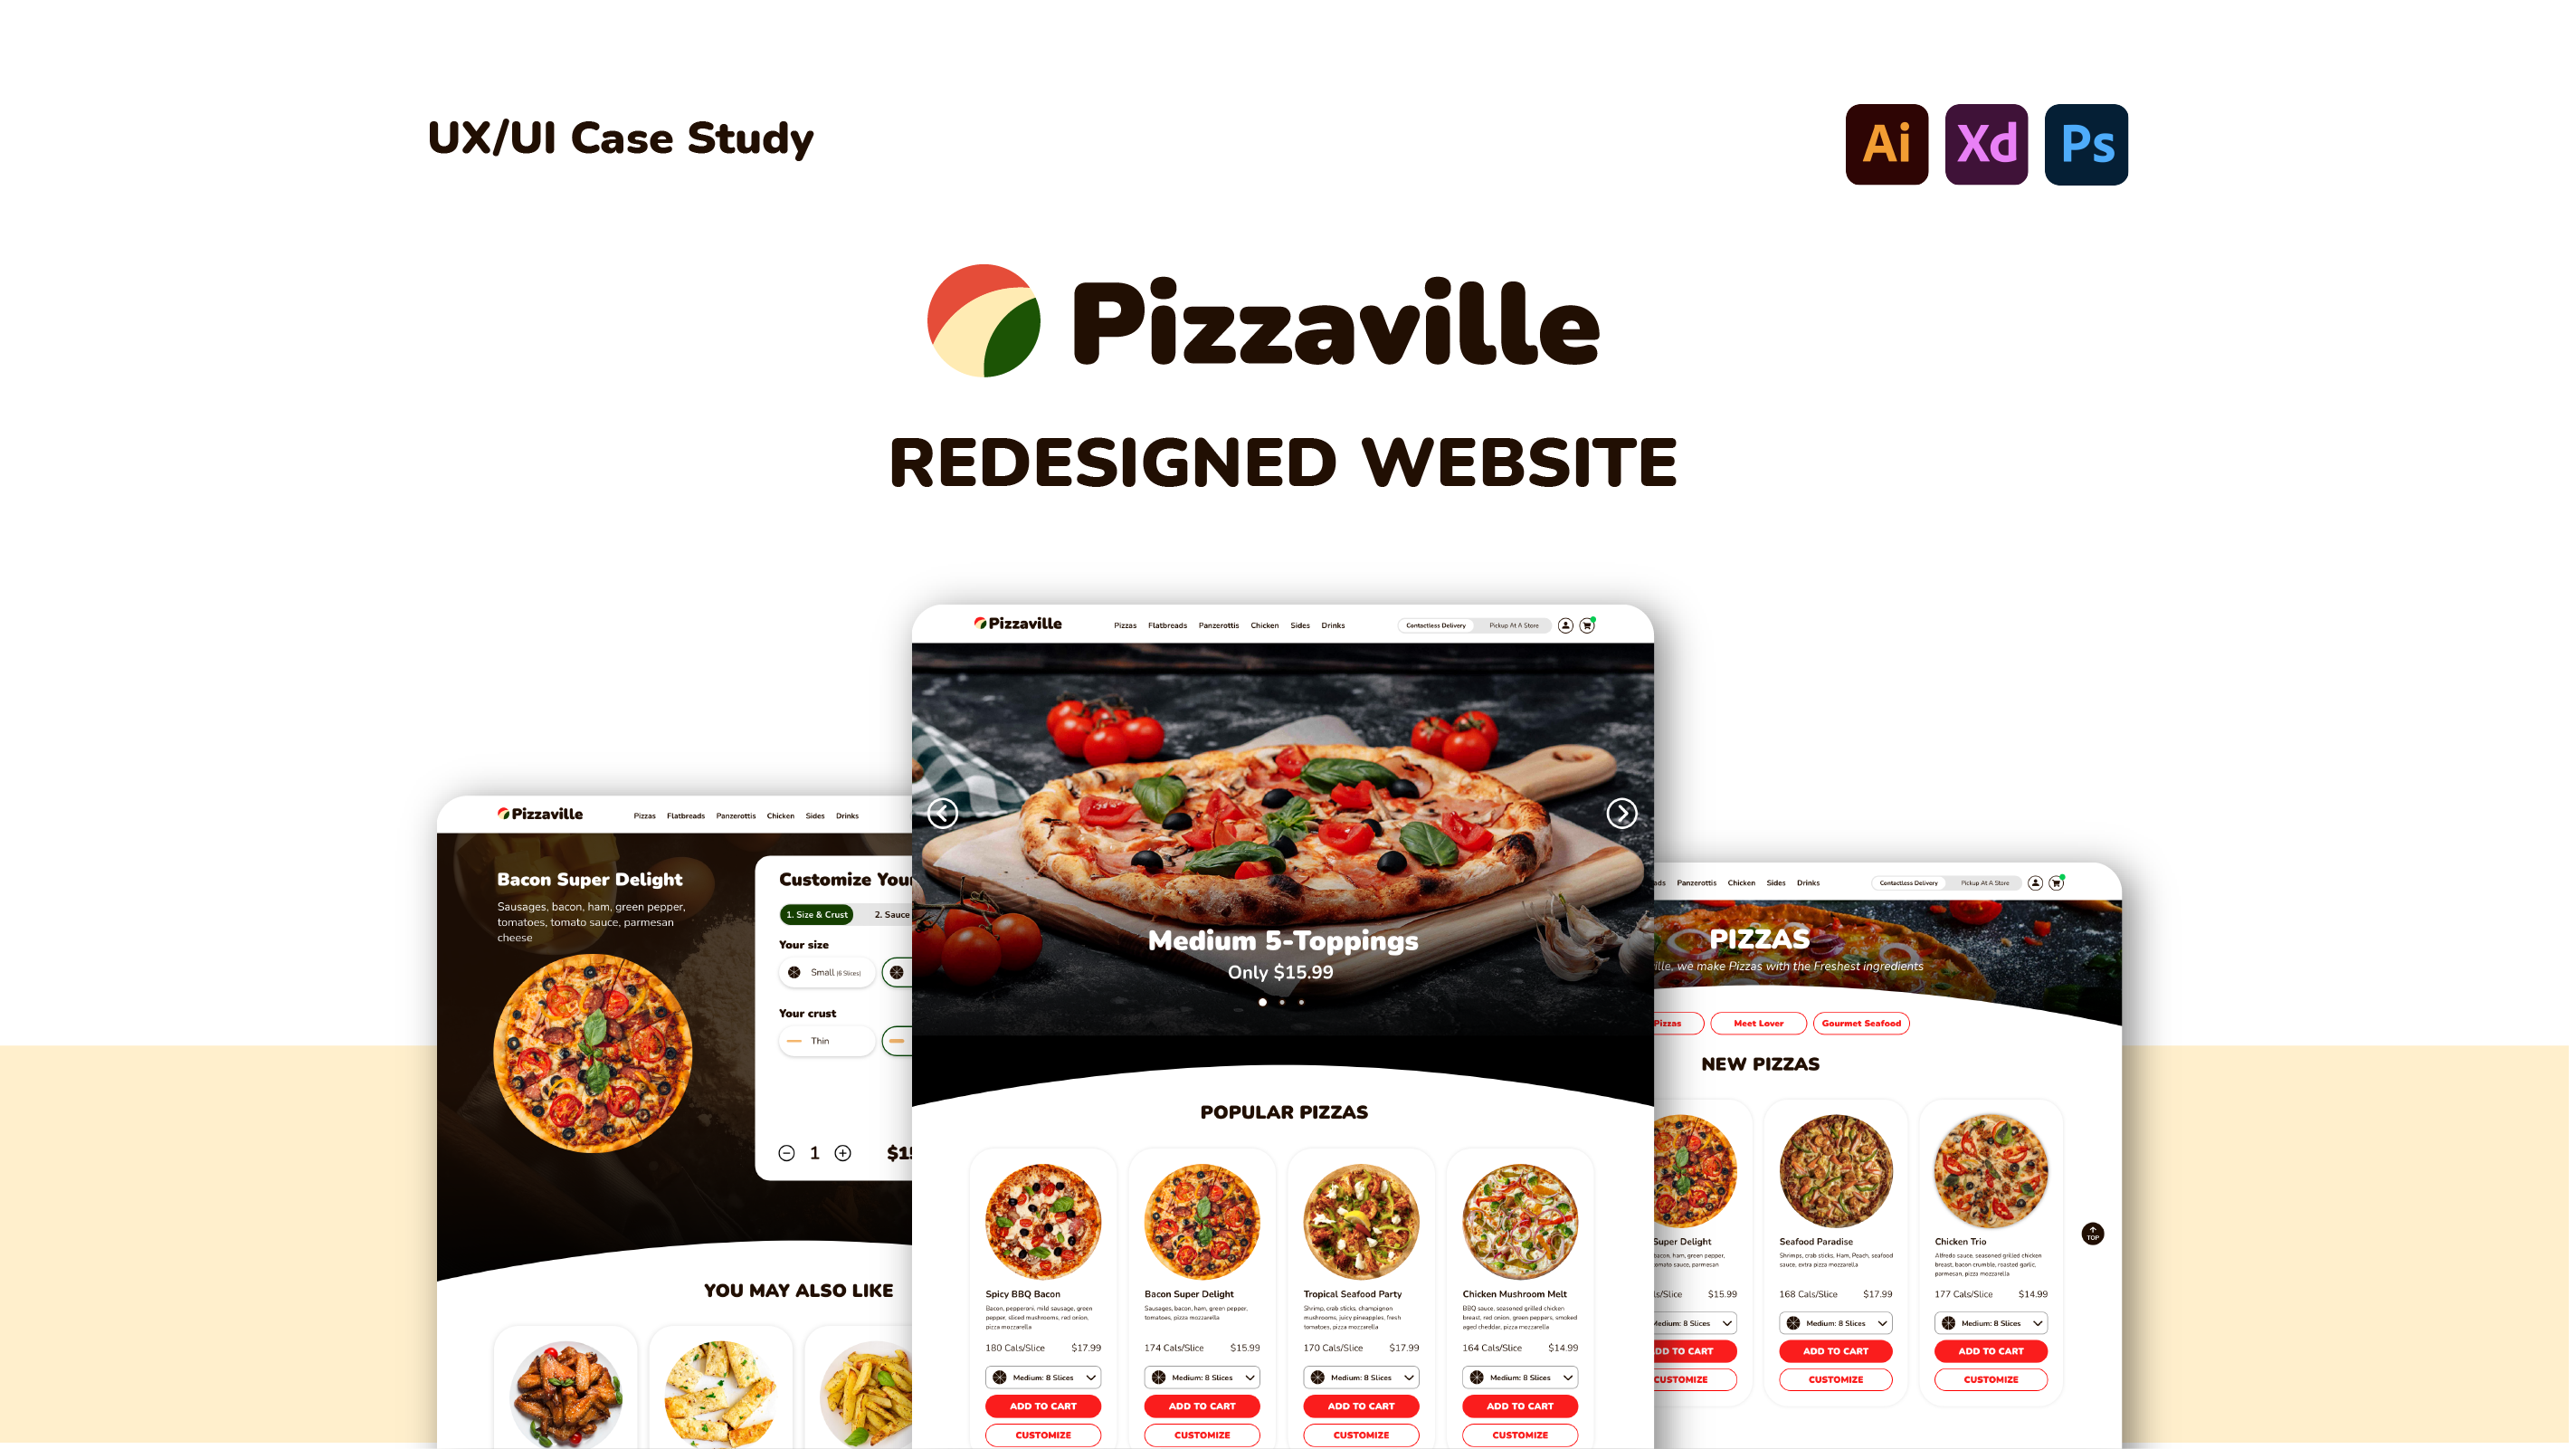 UX/UI Case Study
Ai Xd Ps
Pizzaville
REDESIGNED WEBSITE
Pizzaville
Pizzas Flatbreads Panzerottis Chicken Sides Drinks
Bacon Super Delight
Sausages, bacon, ham, green pepper,
tomatoes, tomato sauce, parmesan
cheese
Customize Your
1. Size & Crust 2. Sauce
Your size
Small (6 Slices)
Your crust
Thin
1
YOU MAY ALSO LIKE
Pizzaville
Pizzas Flatbreads Panzerottis Chicken Sides Drinks
Contactless Delivery Pickup At A Store
Medium 5-Toppings
Only $15.99
POPULAR PIZZAS
Spicy BBQ Bacon
Bacon, pepperoni, mild sausage, green
pepper, sliced mushrooms, red onion,
pizza mozzarella
180 Cals/Slice $17.99
Medium: 8 Slices
ADD TO CART
CUSTOMIZE
Bacon Super Delight
Sausages, bacon, ham, green pepper,
tomatoes, pizza mozzarella
174 Cals/Slice $15.99
Medium: 8 Slices
ADD TO CART
CUSTOMIZE
Tropical Seafood Party
Shrimp, crab sticks, champignon
mushrooms, juicy pineapples, fresh
tomatoes, pizza mozzarella
170 Cals/Slice $17.99
Medium: 8 Slices
ADD TO CART
CUSTOMIZE
Chicken Mushroom Melt
BBQ sauce, seasoned grilled chicken
breast, red onion, green peppers, smoked
aged cheddar, pizza mozzarella
164 Cals/Slice $14.99
Medium: 8 Slices
ADD TO CART
CUSTOMIZE
Panzerottis Chicken Sides Drinks
Contactless Delivery Pickup At A Store
PIZZAS
ille, we make Pizzas with the Freshest ingredients
Pizzas Meet Lover Gourmet Seafood
NEW PIZZAS
Super Delight
bacon, ham, green pepper,
tomato sauce, parmesan
ls/Slice $15.99
Medium: 8 Slices
ADD TO CART
CUSTOMIZE
Seafood Paradise
Shrimps, crab sticks, Ham, Peach, seafood
sauce, extra pizza mozzarella
168 Cals/Slice $17.99
Medium: 8 Slices
ADD TO CART
CUSTOMIZE
Chicken Trio
Alfredo sauce, seasoned grilled chicken
breast, bacon crumble, roasted garlic,
parmesan, pizza mozzarella
177 Cals/Slice $14.99
Medium: 8 Slices
ADD TO CART
CUSTOMIZE
TOP